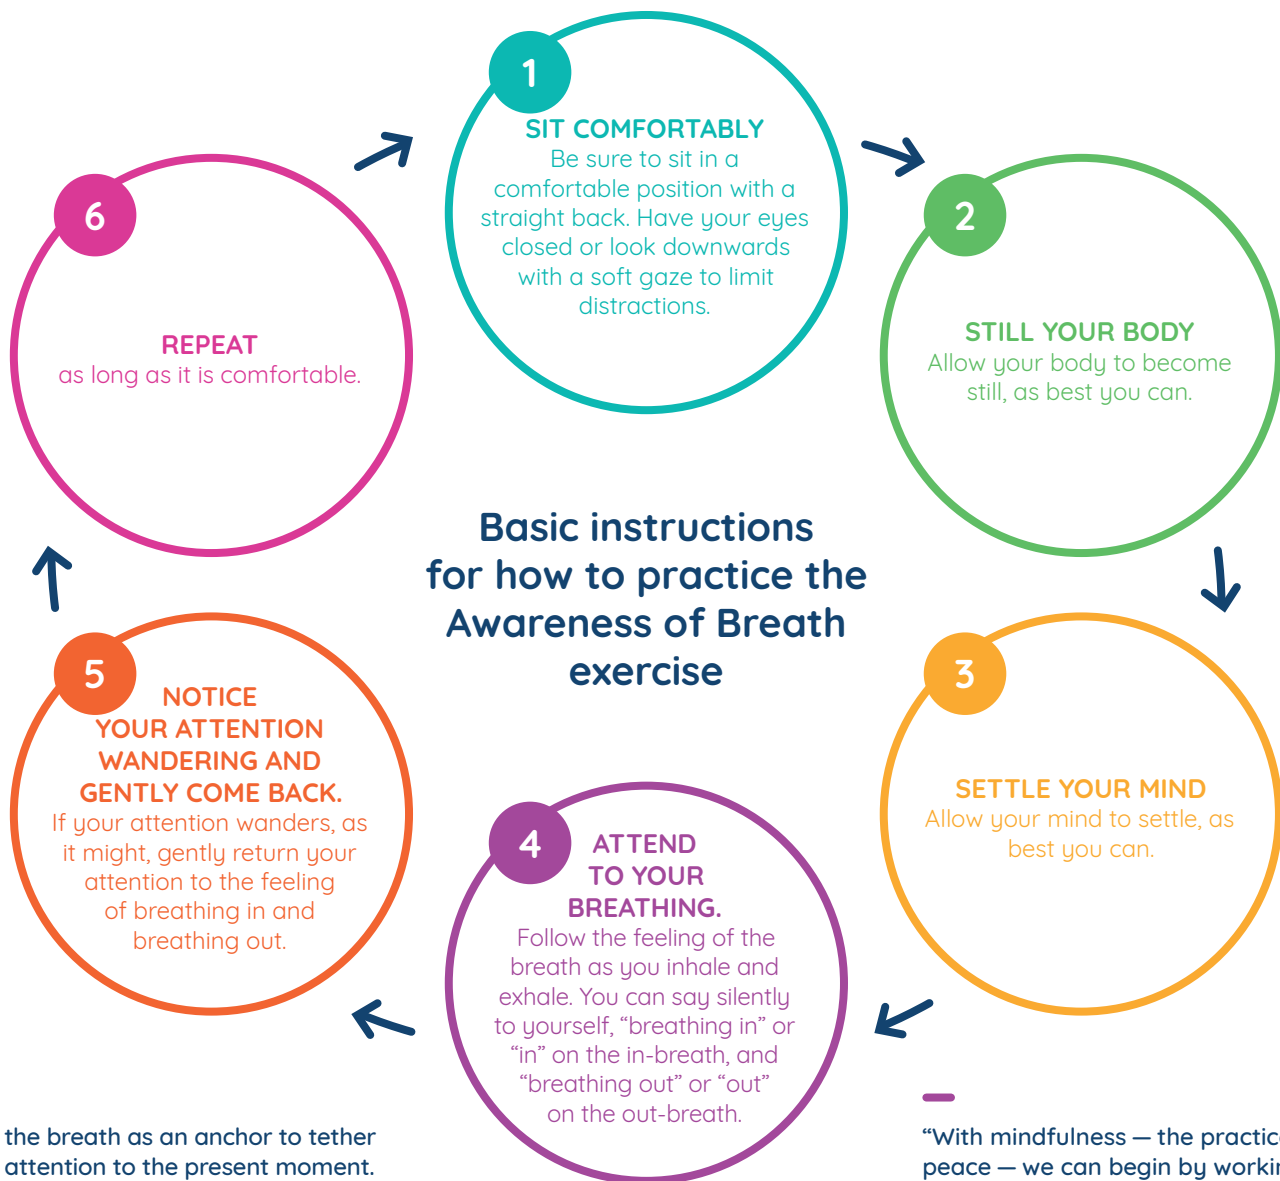 1
SIT COMFORTABLY
Be sure to sit in a
comfortable position with a
straight back. Have your eyes
closed or look downwards
with a soft gaze to limit
distractions.
2
STILL YOUR BODY
Allow your body to become
still, as best you can.
3
SETTLE YOUR MIND
Allow your mind to settle, as
best you can.
4
ATTEND
TO YOUR
BREATHING.
Follow the feeling of the
breath as you inhale and
exhale. You can say silently
to yourself, “breathing in” or
“in” on the in-breath, and
“breathing out” or “out”
on the out-breath.
5
NOTICE
YOUR ATTENTION
WANDERING AND
GENTLY COME BACK.
If your attention wanders, as
it might, gently return your
attention to the feeling
of breathing in and
breathing out.
6
REPEAT
as long as it is comfortable.
Basic instructions
for how to practice the
Awareness of Breath
exercise
the breath as an anchor to tether
attention to the present moment.
“With mindfulness — the practice
peace — we can begin by